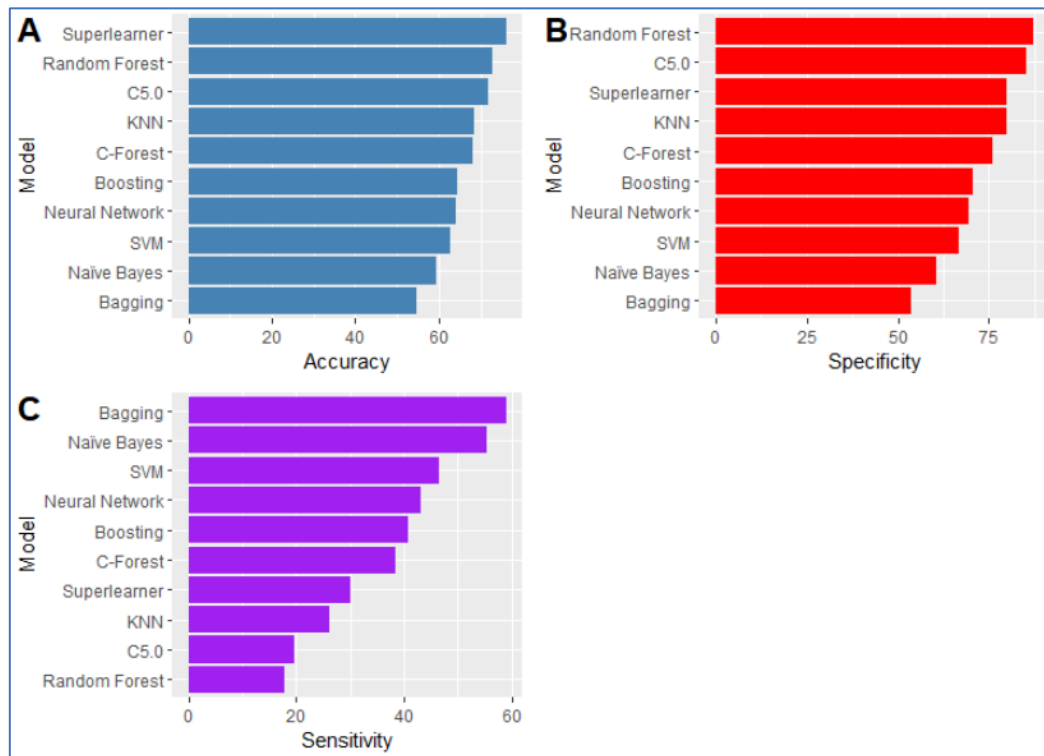 A
Model
Superlearner
Random Forest
C5.0
KNN
C-Forest
Boosting
Neural Network
SVM
Naïve Bayes
Bagging
0 20 40 60
Accuracy
B
Model
Random Forest
C5.0
Superlearner
KNN
C-Forest
Boosting
Neural Network
SVM
Naïve Bayes
Bagging
0 25 50 75
Specificity
C
Model
Bagging
Naïve Bayes
SVM
Neural Network
Boosting
C-Forest
Superlearner
KNN
C5.0
Random Forest
0 20 40 60
Sensitivity